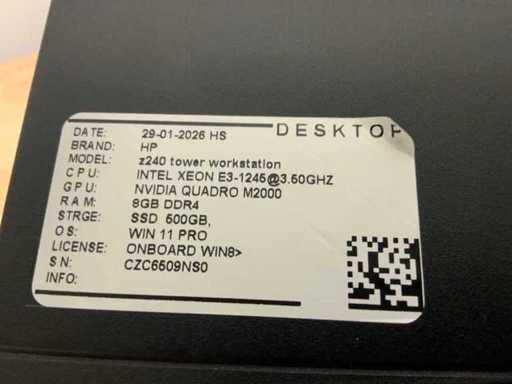 DESKTOP
DATE: 29-01-2026 HS
BRAND: HP
MODEL: z240 tower workstation
CPU: INTEL XEON E3-1245@3.50GHZ
GPU: NVIDIA QUADRO M2000
RAM: 8GB DDR4
STRGE: SSD 500GB,
OS: WIN 11 PRO
LICENSE: ONBOARD WIN8>
SN: CZC6509NS0
INFO: